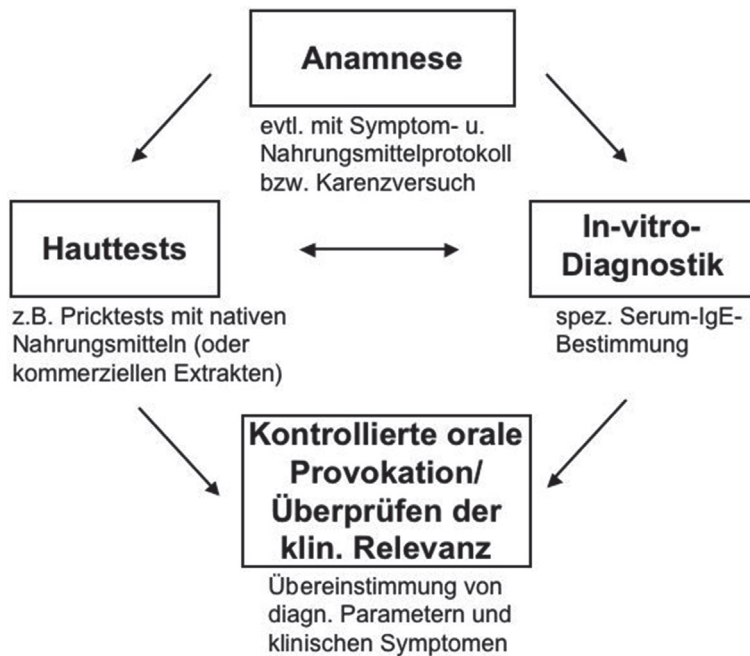 Anamnese
evtl. mit Symptom- u.
Nahrungsmittelprotokoll
bzw. Karenzversuch
Hauttests
z.B. Pricktests mit nativen
Nahrungsmitteln (oder
kommerziellen Extrakten)
In-vitro-
Diagnostik
spez. Serum-IgE-
Bestimmung
Kontrollierte orale
Provokation/
Überprüfen der
klin. Relevanz
Übereinstimmung von
diagn. Parametern und
klinischen Symptomen